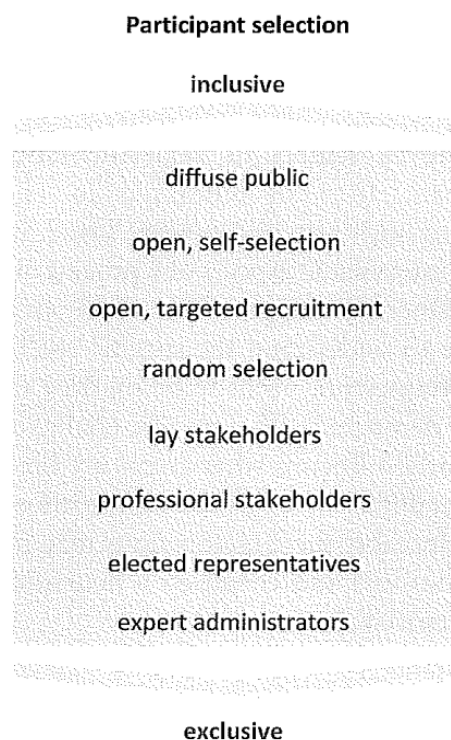 Participant selection
inclusive
diffuse public
open, self-selection
open, targeted recruitment
random selection
lay stakeholders
professional stakeholders
elected representatives
expert administrators
exclusive